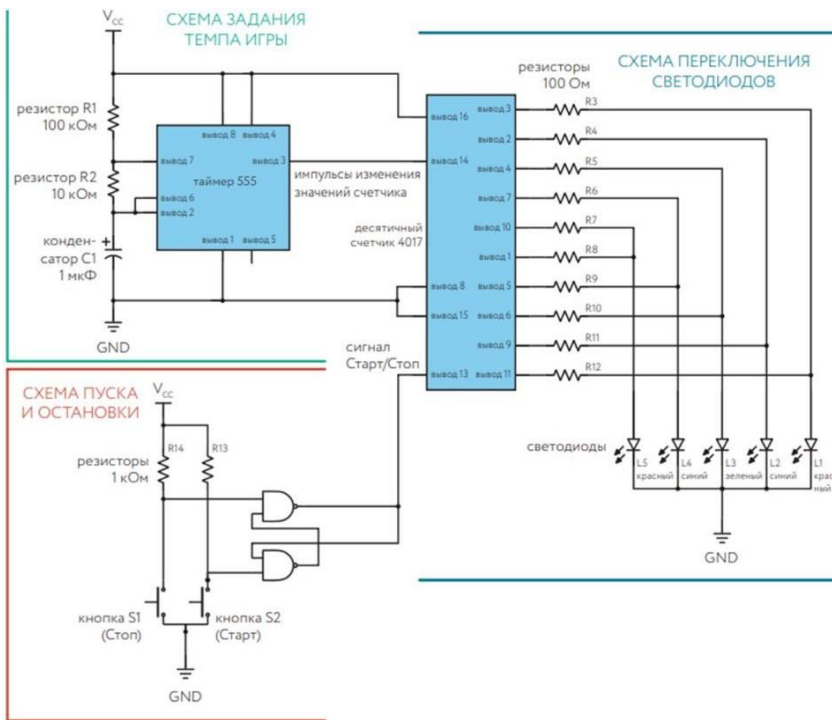 СХЕМА ЗАДАНИЯ
ТЕМПА ИГРЫ
VCC
резистор R1
100 кОм
резистор R2
10 кОм
конден-
сатор C1
1 мкФ
+
GND
вывод 8
вывод 4
вывод 7
вывод 3
таймер 555
вывод 6
вывод 2
вывод 1
вывод 5
импульсы изменения
значений счетчика
десятичный
счетчик 4017
сигнал
Старт/Стоп
СХЕМА ПЕРЕКЛЮЧЕНИЯ
СВЕТОДИОДОВ
резисторы
100 Ом
вывод 16
вывод 14
вывод 8
вывод 15
вывод 13
вывод 3
вывод 2
вывод 4
вывод 7
вывод 10
вывод 1
вывод 5
вывод 6
вывод 9
вывод 11
R3
R4
R5
R6
R7
R8
R9
R10
R11
R12
светодиоды
L5
красный
L4
синий
L3
зеленый
L2
синий
L1
крас
ный
GND
СХЕМА ПУСКА
И ОСТАНОВКИ
VCC
R14
R13
резисторы
1 кОм
кнопка S1
(Стоп)
кнопка S2
(Старт)
GND